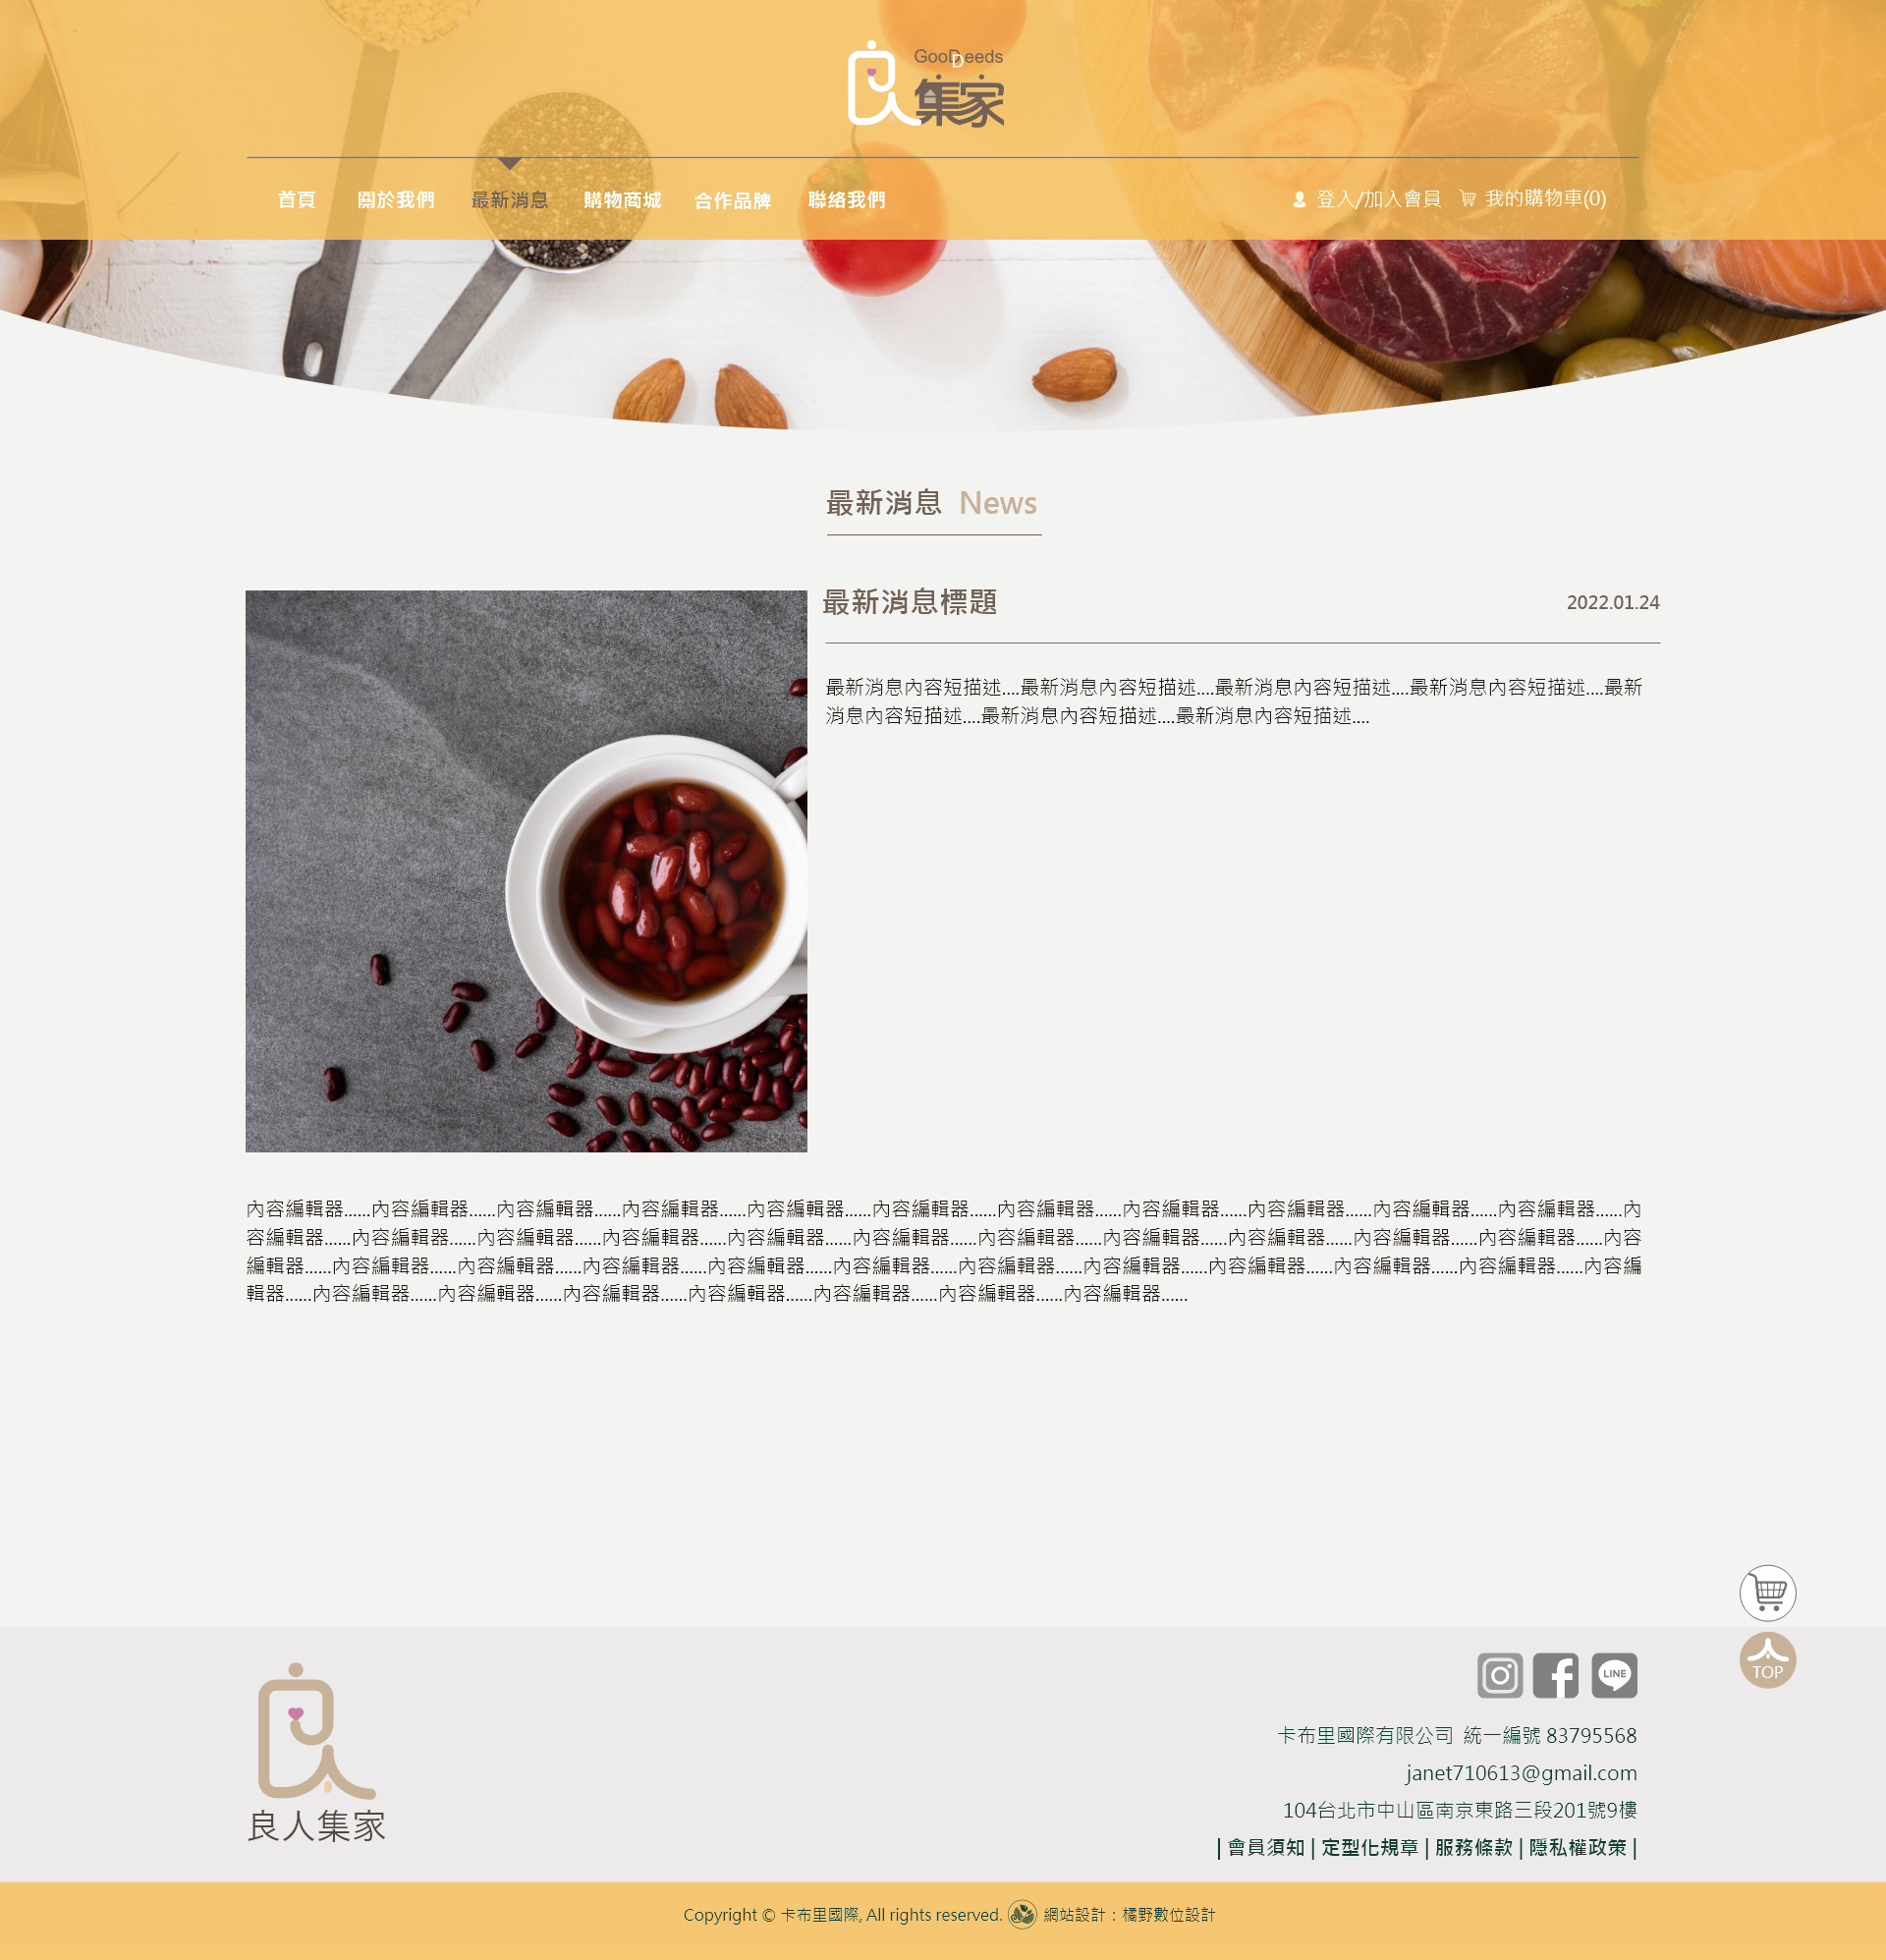 GooDeeds
集家
首頁 關於我們 最新消息 購物商城 合作品牌 聯絡我們 登入/加入會員 我的購物車(0)
最新消息 News
最新消息標題 2022.01.24
最新消息內容短描述....最新消息內容短描述....最新消息內容短描述....最新消息內容短描述....最新
消息內容短描述....最新消息內容短描述....最新消息內容短描述....
內容編輯器......內容編輯器......內容編輯器......內容編輯器......內容編輯器......內容編輯器......內容編輯器......內容編輯器......內容編輯器......內容編輯器......內容編輯器......內
容編輯器......內容編輯器......內容編輯器......內容編輯器......內容編輯器......內容編輯器......內容編輯器......內容編輯器......內容編輯器......內容編輯器......內容編輯器......內容
編輯器......內容編輯器......內容編輯器......內容編輯器......內容編輯器......內容編輯器......內容編輯器......內容編輯器......內容編輯器......內容編輯器......內容編輯器......內容編
輯器......內容編輯器......內容編輯器......內容編輯器......內容編輯器......內容編輯器......內容編輯器......內容編輯器......
TOP
LINE
良人集家
卡布里國際有限公司 統一編號 83795568
janet710613@gmail.com
104台北市中山區南京東路三段201號9樓
| 會員須知 | 定型化規章 | 服務條款 | 隱私權政策 |
Copyright © 卡布里國際, All rights reserved. 網站設計：橘野數位設計